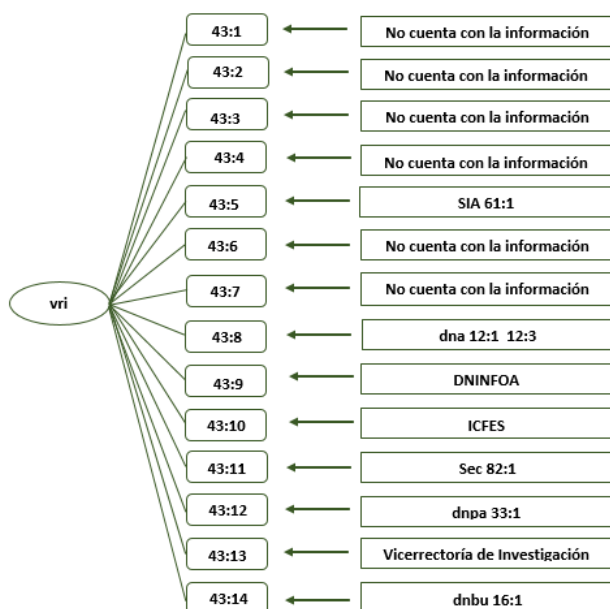 43:1 No cuenta con la información
43:2 No cuenta con la información
43:3 No cuenta con la información
43:4 No cuenta con la información
43:5 SIA 61:1
43:6 No cuenta con la información
vri
43:7 No cuenta con la información
43:8 dna 12:1 12:3
43:9 DNINFOA
43:10 ICFES
43:11 Sec 82:1
43:12 dnpa 33:1
43:13 Vicerrectoría de Investigación
43:14 dnbu 16:1